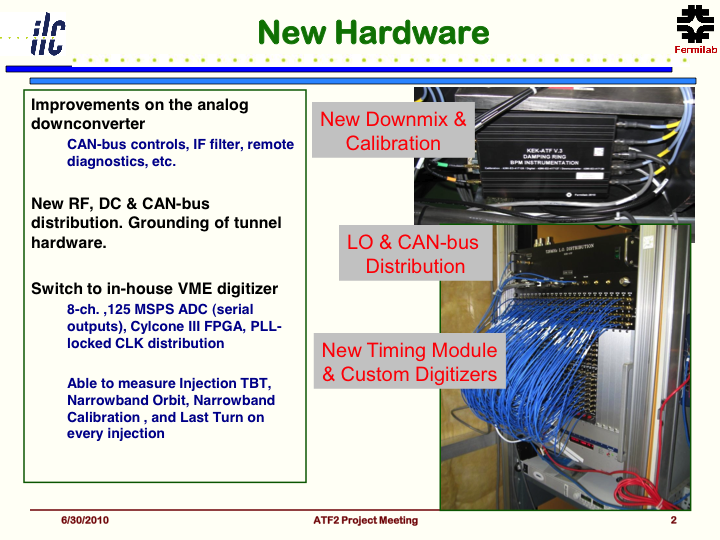 ilc
New Hardware
Fermilab
Improvements on the analog
downconverter
CAN-bus controls, IF filter, remote
diagnostics, etc.
New RF, DC & CAN-bus
distribution. Grounding of tunnel
hardware.
Switch to in-house VME digitizer
8-ch. ,125 MSPS ADC (serial
outputs), Cylcone III FPGA, PLL-
locked CLK distribution
Able to measure Injection TBT,
Narrowband Orbit, Narrowband
Calibration , and Last Turn on
every injection
New Downmix &
Calibration
KEK-ATF V.3
DAMPING RING
BPM INSTRUMENTATION
LO & CAN-bus
Distribution
L.O. DISTRIBUTION
New Timing Module
& Custom Digitizers
6/30/2010
ATF2 Project Meeting
2